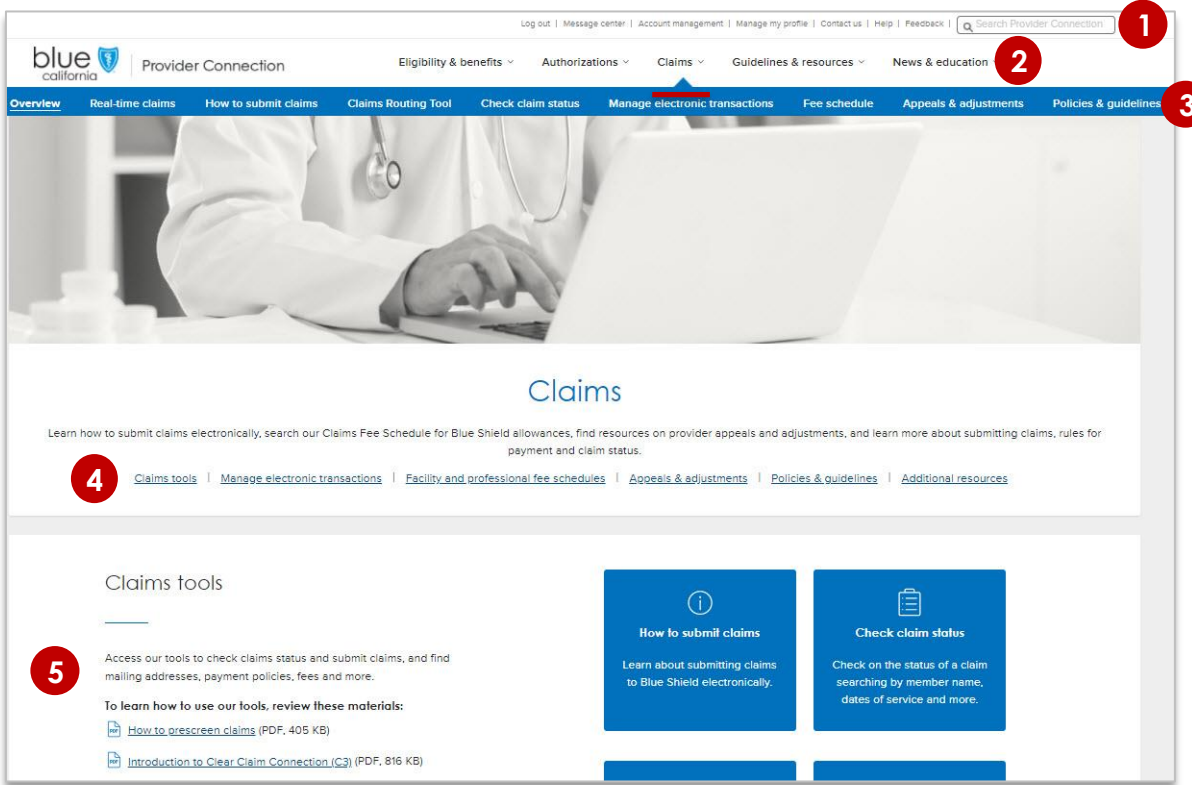 Log out | Message center | Account management | Manage my profile | Contact us | Help | Feedback | Search Provider Connection
1
blue
california
Provider Connection
Eligibility & benefits Authorizations Claims Guidelines & resources News & education
2
Overview Real-time claims How to submit claims Claims Routing Tool Check claim status Manage electronic transactions Fee schedule Appeals & adjustments Policies & guidelines
3
Claims
Learn how to submit claims electronically, search our Claims Fee Schedule for Blue Shield allowances, find resources on provider appeals and adjustments, and learn more about submitting claims, rules for
payment and claim status.
4
Claims tools | Manage electronic transactions | Facility and professional fee schedules | Appeals & adjustments | Policies & guidelines | Additional resources
Claims tools
5
Access our tools to check claims status and submit claims, and find
mailing addresses, payment policies, fees and more.
To learn how to use our tools, review these materials:
PDF How to prescreen claims (PDF, 405 KB)
PDF Introduction to Clear Claim Connection (C3) (PDF, 816 KB)
How to submit claims
Learn about submitting claims
to Blue Shield electronically.
Check claim status
Check on the status of a claim
searching by member name,
dates of service and more.